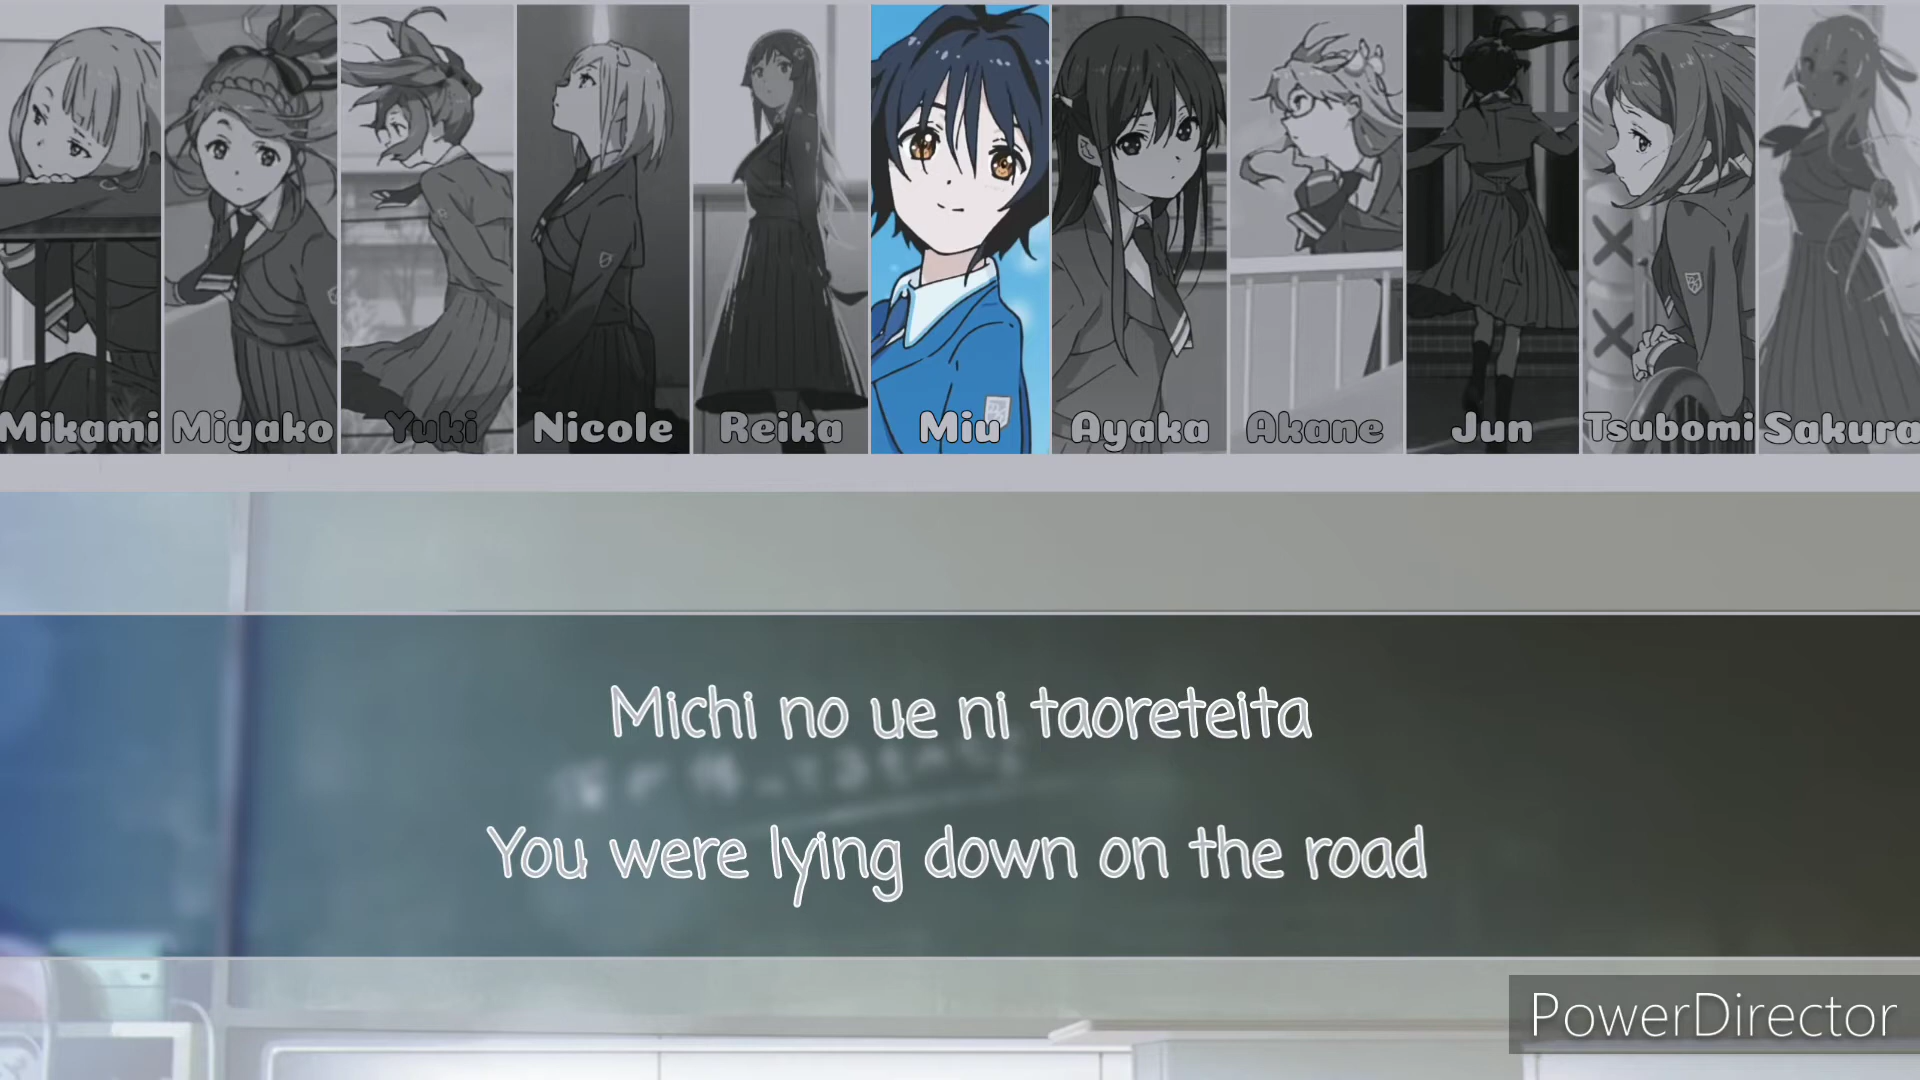 Mikami Miyako Yuki Nicole Reika Miu Ayaka Akane Jun Tsubomi Sakura
Michi no ue ni taoreteita
You were lying down on the road
PowerDirector